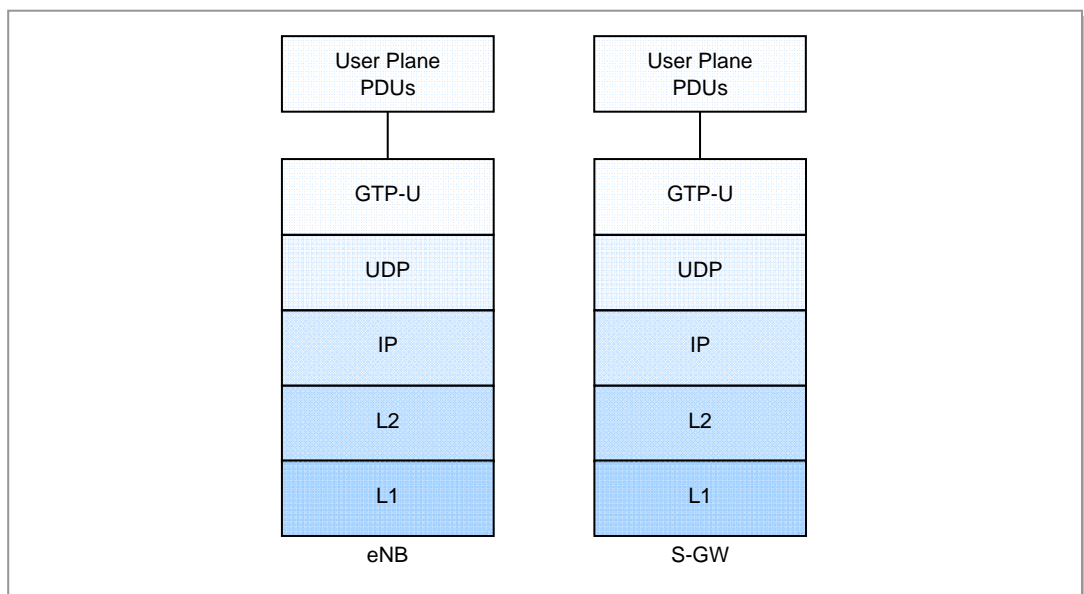 User Plane
PDUs
GTP-U
UDP
IP
L2
L1
eNB
User Plane
PDUs
GTP-U
UDP
IP
L2
L1
S-GW